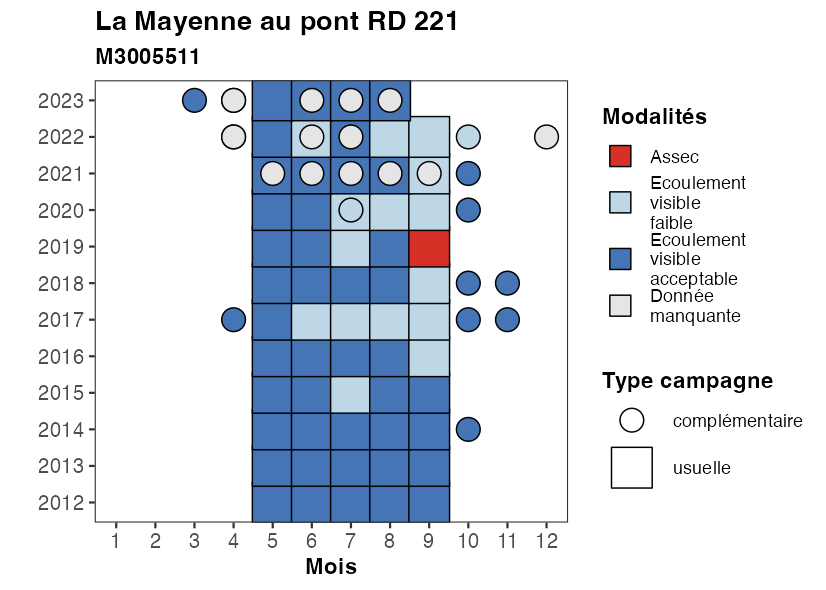 La Mayenne au pont RD 221
M3005511
2023
2022
2021
2020
2019
2018
2017
2016
2015
2014
2013
2012
1 2 3 4 5 6 7 8 9 10 11 12
Mois
Modalités
Assec
Ecoulement
visible
faible
Ecoulement
visible
acceptable
Donnée
manquante
Type campagne
complémentaire
usuelle